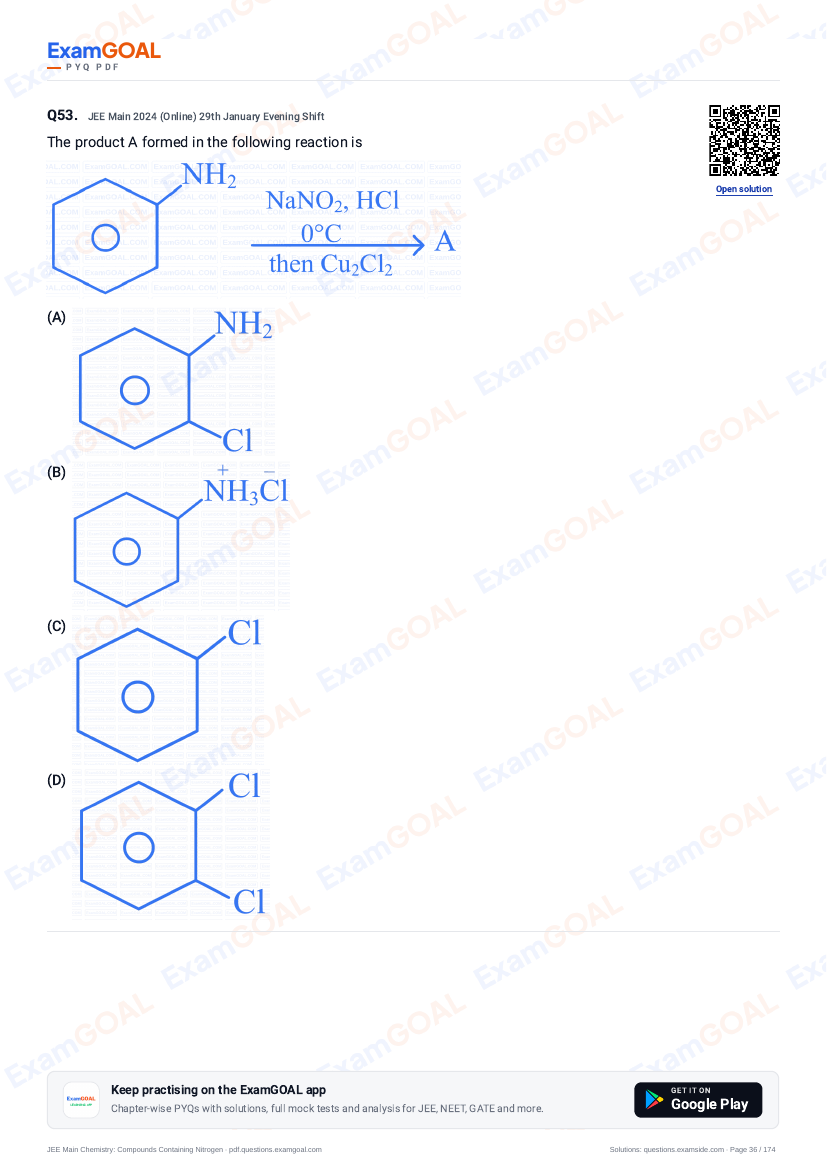 ExamGOAL
PYQ PDF
Q53. JEE Main 2024 (Online) 29th January Evening Shift
The product A formed in the following reaction is
Open solution
NH₂
NaNO₂, HCl
0°C
A
then Cu₂Cl₂
(A)
NH₂
Cl
(B)
+ −
NH₃Cl
(C)
Cl
(D)
Cl
Cl
Keep practising on the ExamGOAL app
Chapter-wise PYQs with solutions, full mock tests and analysis for JEE, NEET, GATE and more.
GET IT ON
Google Play
JEE Main Chemistry: Compounds Containing Nitrogen · pdf.questions.examgoal.com
Solutions: questions.examside.com · Page 36 / 174